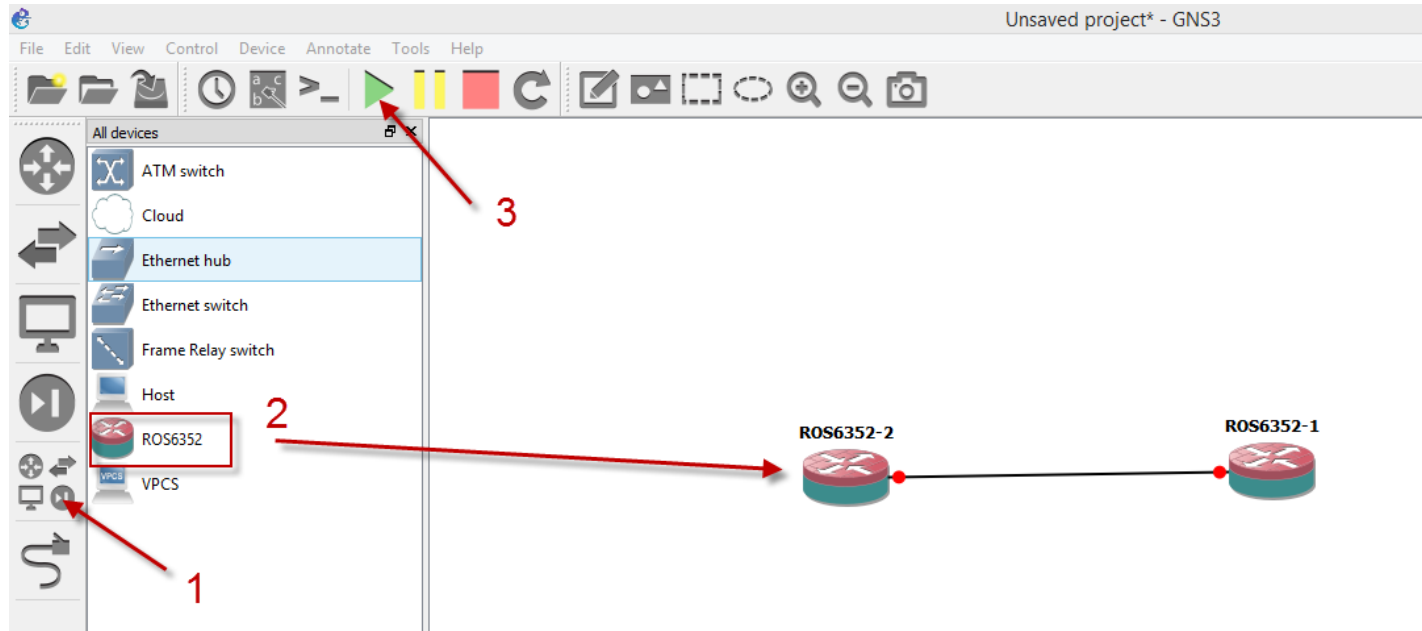 Unsaved project* - GNS3
File Edit View Control Device Annotate Tools Help
a c
b
>_
All devices
ATM switch
Cloud
Ethernet hub
Ethernet switch
Frame Relay switch
Host
ROS6352
VPCS
VPCS
1
2
3
ROS6352-2
ROS6352-1